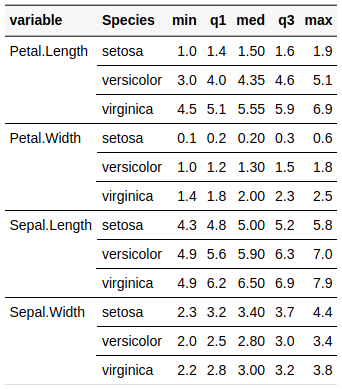 variable Species min q1 med q3 max
Petal.Length setosa 1.0 1.4 1.50 1.6 1.9
versicolor 3.0 4.0 4.35 4.6 5.1
virginica 4.5 5.1 5.55 5.9 6.9
Petal.Width setosa 0.1 0.2 0.20 0.3 0.6
versicolor 1.0 1.2 1.30 1.5 1.8
virginica 1.4 1.8 2.00 2.3 2.5
Sepal.Length setosa 4.3 4.8 5.00 5.2 5.8
versicolor 4.9 5.6 5.90 6.3 7.0
virginica 4.9 6.2 6.50 6.9 7.9
Sepal.Width setosa 2.3 3.2 3.40 3.7 4.4
versicolor 2.0 2.5 2.80 3.0 3.4
virginica 2.2 2.8 3.00 3.2 3.8